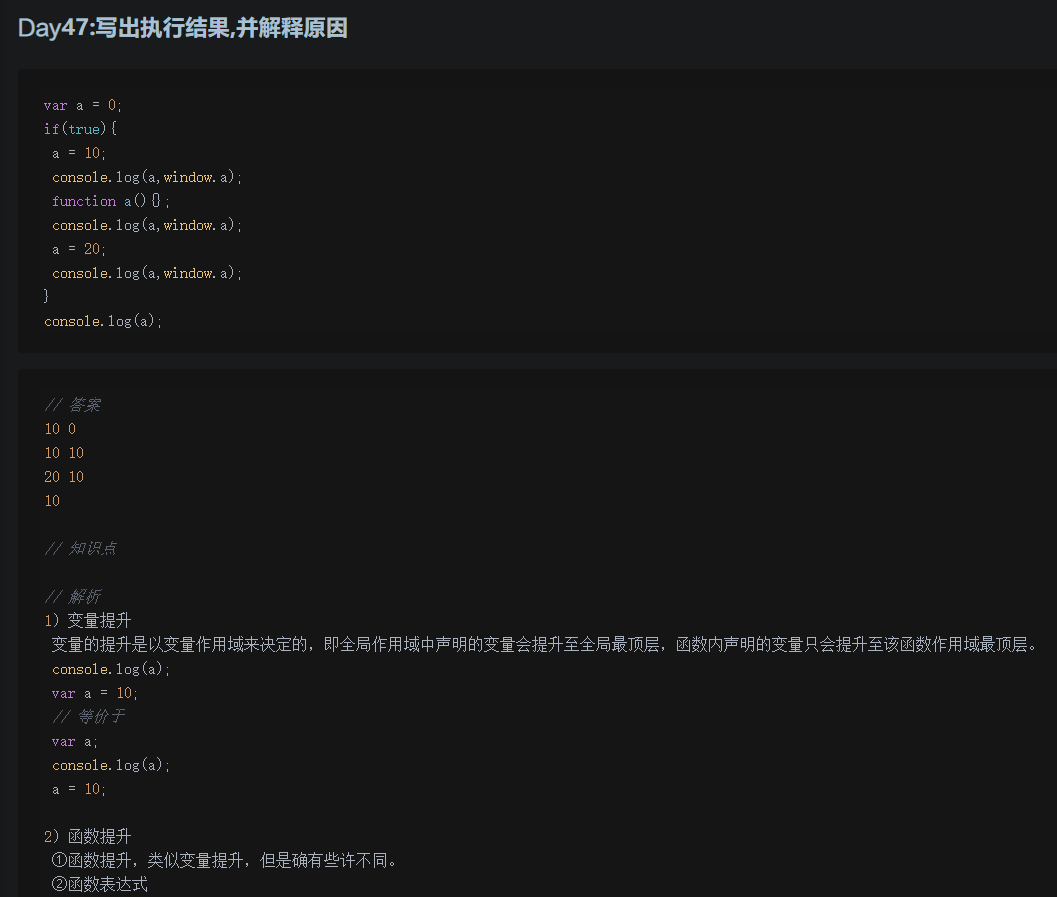 Day47:写出执行结果,并解释原因
var a = 0;
if(true){
 a = 10;
 console.log(a,window.a);
 function a(){};
 console.log(a,window.a);
 a = 20;
 console.log(a,window.a);
}
console.log(a);
// 答案
10 0
10 10
20 10
10
// 知识点
// 解析
1) 变量提升
 变量的提升是以变量作用域来决定的，即全局作用域中声明的变量会提升至全局最顶层，函数内声明的变量只会提升至该函数作用域最顶层。
 console.log(a);
 var a = 10;
 // 等价于
 var a;
 console.log(a);
 a = 10;
2) 函数提升
 ①函数提升，类似变量提升，但是确有些许不同。
 ②函数表达式